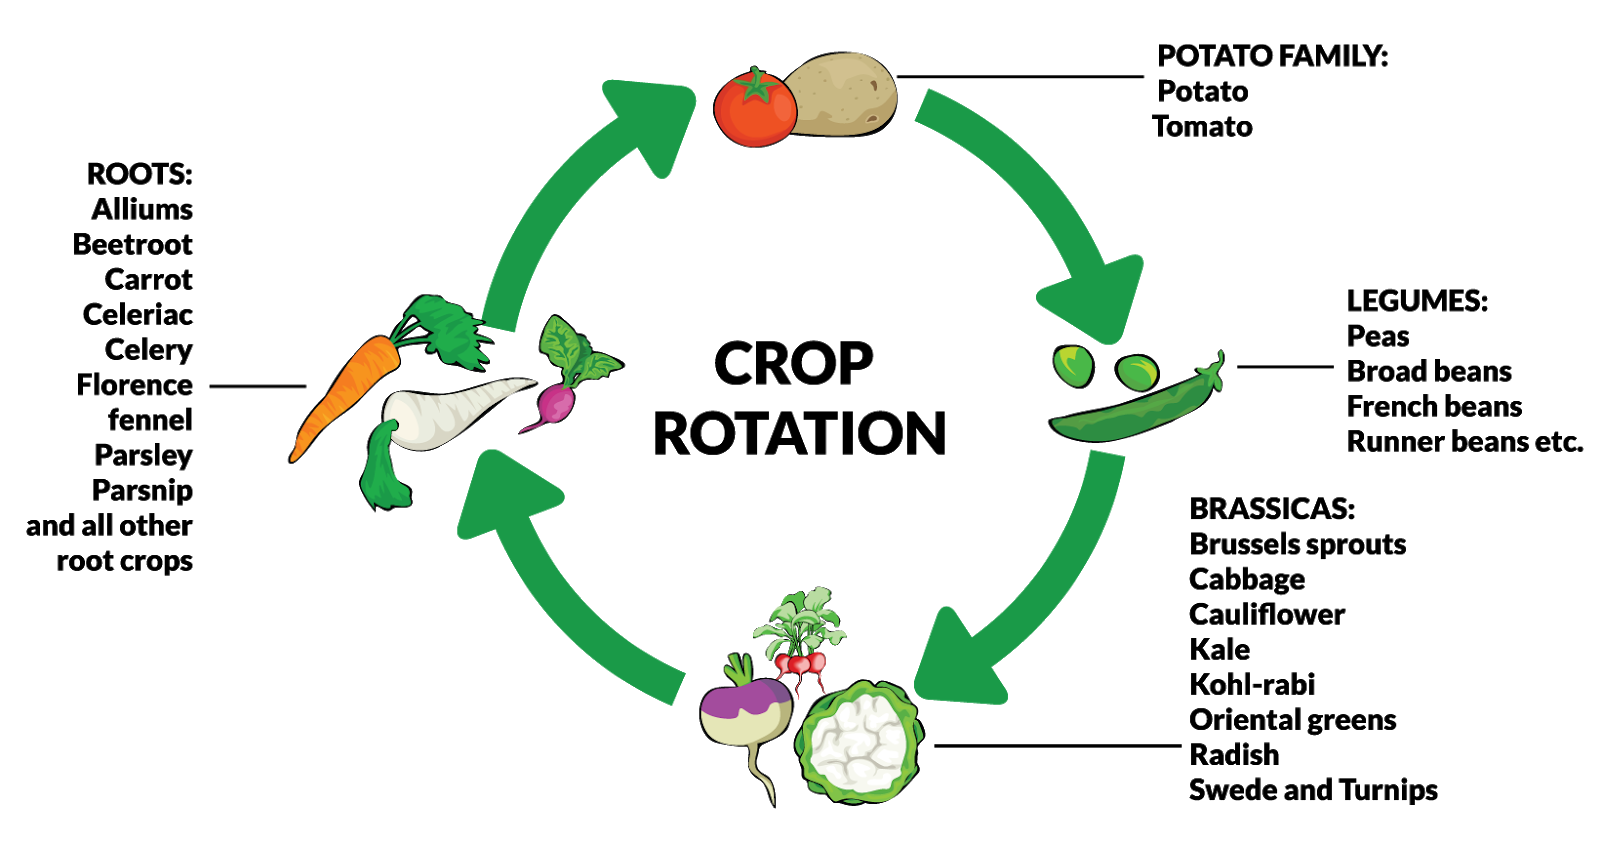 CROP
ROTATION
POTATO FAMILY:
Potato
Tomato
LEGUMES:
Peas
Broad beans
French beans
Runner beans etc.
BRASSICAS:
Brussels sprouts
Cabbage
Cauliflower
Kale
Kohl-rabi
Oriental greens
Radish
Swede and Turnips
ROOTS:
Alliums
Beetroot
Carrot
Celeriac
Celery
Florence
fennel
Parsley
Parsnip
and all other
root crops